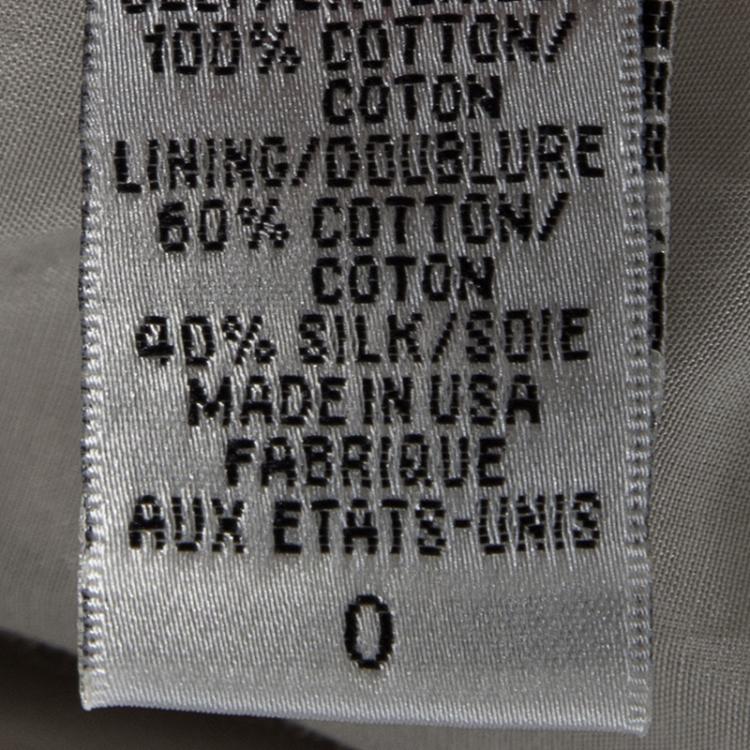 100% COTTON/
COTON
LINING/DOUBLURE
60% COTTON/
COTON
40% SILK/SOIE
MADE IN USA
FABRIQUE
AUX ETATS-UNIS
0